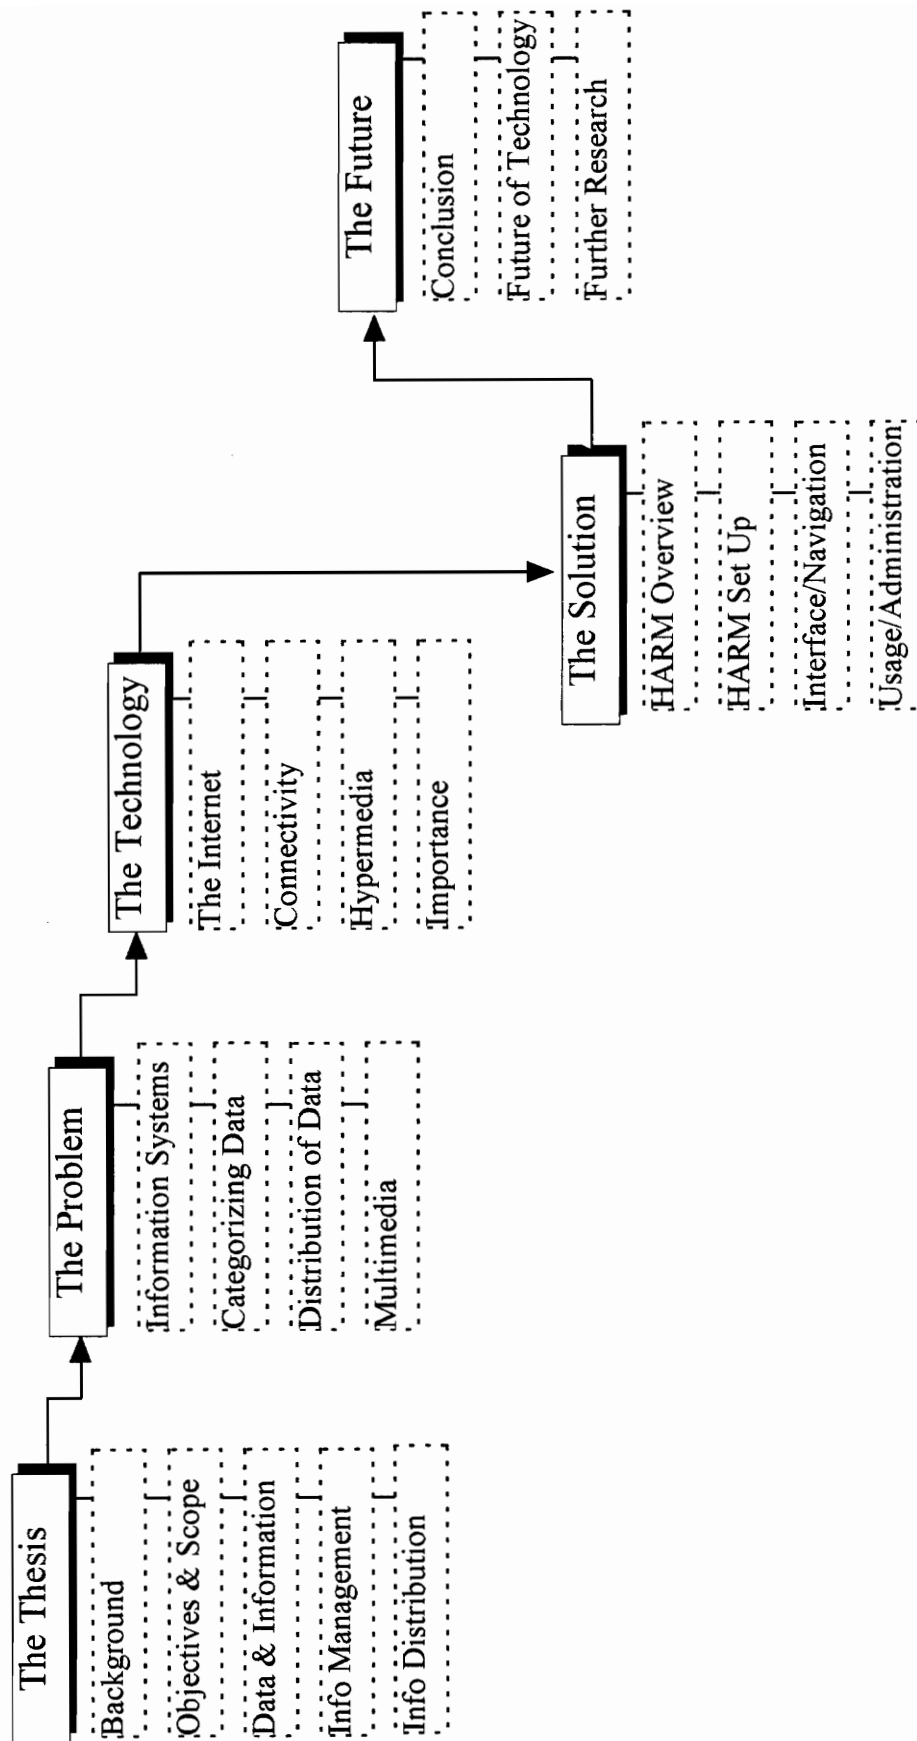 The Thesis
Background
Objectives & Scope
Data & Information
Info Management
Info Distribution
The Problem
Information Systems
Categorizing Data
Distribution of Data
Multimedia
The Technology
The Internet
Connectivity
Hypermedia
Importance
The Solution
HARM Overview
HARM Set Up
Interface/Navigation
Usage/Administration
The Future
Conclusion
Future of Technology
Further Research